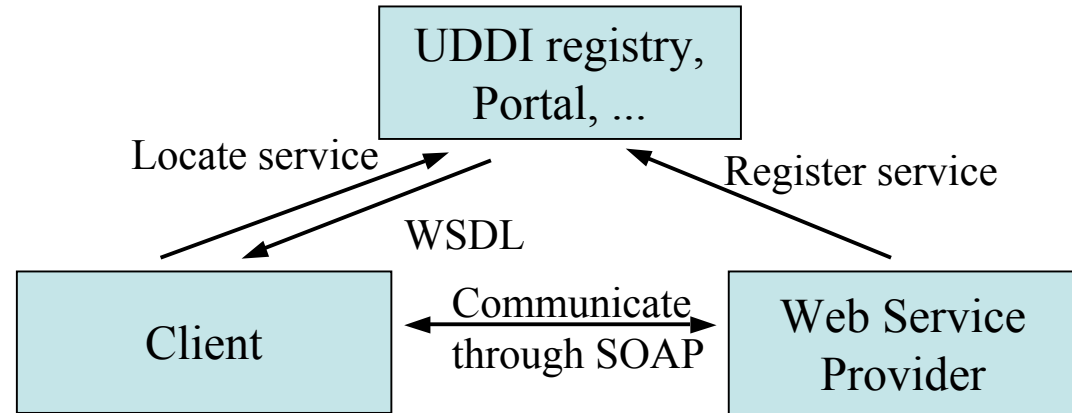 UDDI registry,
Portal, ...
Locate service
Register service
WSDL
Client
Communicate
through SOAP
Web Service
Provider